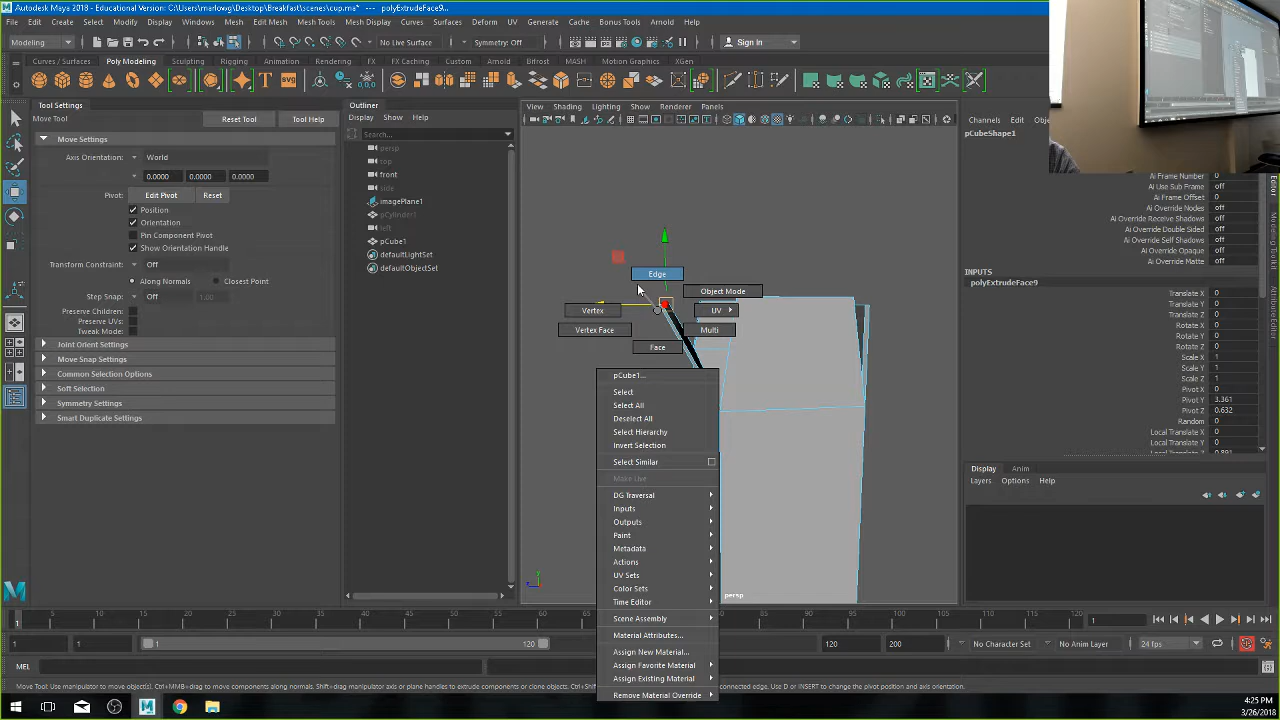 Autodesk Maya 2018 - Educational Version: C:\Users\marlowg\Desktop\Breakfast\scenes\cup.ma* --- polyExtrudeFace9...
File Edit Create Select Modify Display Windows Mesh Edit Mesh Mesh Tools Mesh Display Curves Surfaces Deform UV Generate Cache Bonus Tools Arnold Help
Modeling No Live Surface Symmetry: Off Sign In
Curves / Surfaces Poly Modeling Sculpting Rigging Animation Rendering FX FX Caching Custom Arnold Bifrost MASH Motion Graphics XGen
Tool Settings
Move Tool Reset Tool Tool Help
Move Settings
Axis Orientation: World
0.0000 0.0000 0.0000
Pivot: Edit Pivot Reset
Position
Orientation
Pin Component Pivot
Show Orientation Handle
Transform Constraint: Off
Along Normals Closest Point
Step Snap: Off 1.00
Preserve Children:
Preserve UVs:
Tweak Mode:
Joint Orient Settings
Move Snap Settings
Common Selection Options
Soft Selection
Symmetry Settings
Smart Duplicate Settings
Outliner
Display Show Help
Search...
persp
top
front
side
imagePlane1
pCylinder1
left
pCube1
defaultLightSet
defaultObjectSet
View Shading Lighting Show Renderer Panels
Edge
Object Mode
Vertex
UV
Vertex Face
Multi
Face
pCube1...
Select
Select All
Deselect All
Select Hierarchy
Invert Selection
Select Similar
Make Live
DG Traversal
Inputs
Outputs
Paint
Metadata
Actions
UV Sets
Color Sets
Time Editor
Scene Assembly
Material Attributes...
Assign New Material...
Assign Favorite Material
Assign Existing Material
Remove Material Override
persp
Channels Edit
pCubeShape1
Ai Frame Number 0
Ai Use Sub Frame off
Ai Frame Offset 0
Ai Override Nodes off
Ai Override Receive Shadows off
Ai Override Double Sided off
Ai Override Self Shadows off
Ai Override Opaque off
Ai Override Matte off
INPUTS
polyExtrudeFace9
Translate X 0
Translate Y 0
Translate Z 0
Rotate X 0
Rotate Y 0
Rotate Z 0
Scale X 1
Scale Y 1
Scale Z 1
Pivot X 0
Pivot Y 3.361
Pivot Z 0.632
Random 0
Local Translate X 0
Local Translate Y 0
Local Translate Z 0.891
Display Anim
Layers Options Help
Modeling Toolkit
5 10 15 20 25 30 35 40 45 50 55 60 85 90 95 100 105 110 115 120
1
1 1 1 120 120 200 No Character Set No Anim Layer 24 fps
MEL
Move Tool: Use manipulator to move object(s). Ctrl+MMB+drag to move components along normals. Shift+drag manipulator axis or plane handles to extrude components or clone objects.
connected edge. Use D or INSERT to change the pivot position and axis orientation.
4:25 PM
3/26/2018